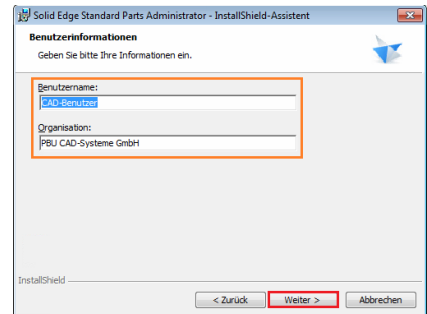 Solid Edge Standard Parts Administrator - InstallShield-Assistent
Benutzerinformationen
Geben Sie bitte Ihre Informationen ein.
Benutzername:
CAD-Benutzer
Organisation:
PBU CAD-Systeme GmbH
InstallShield
< Zurück Weiter > Abbrechen